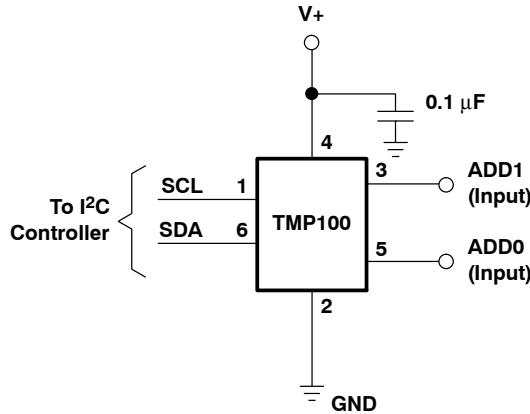 V+
0.1 μF
4
3
ADD1
(Input)
SCL
1
To I²C
Controller
TMP100
SDA
6
5
ADD0
(Input)
2
GND